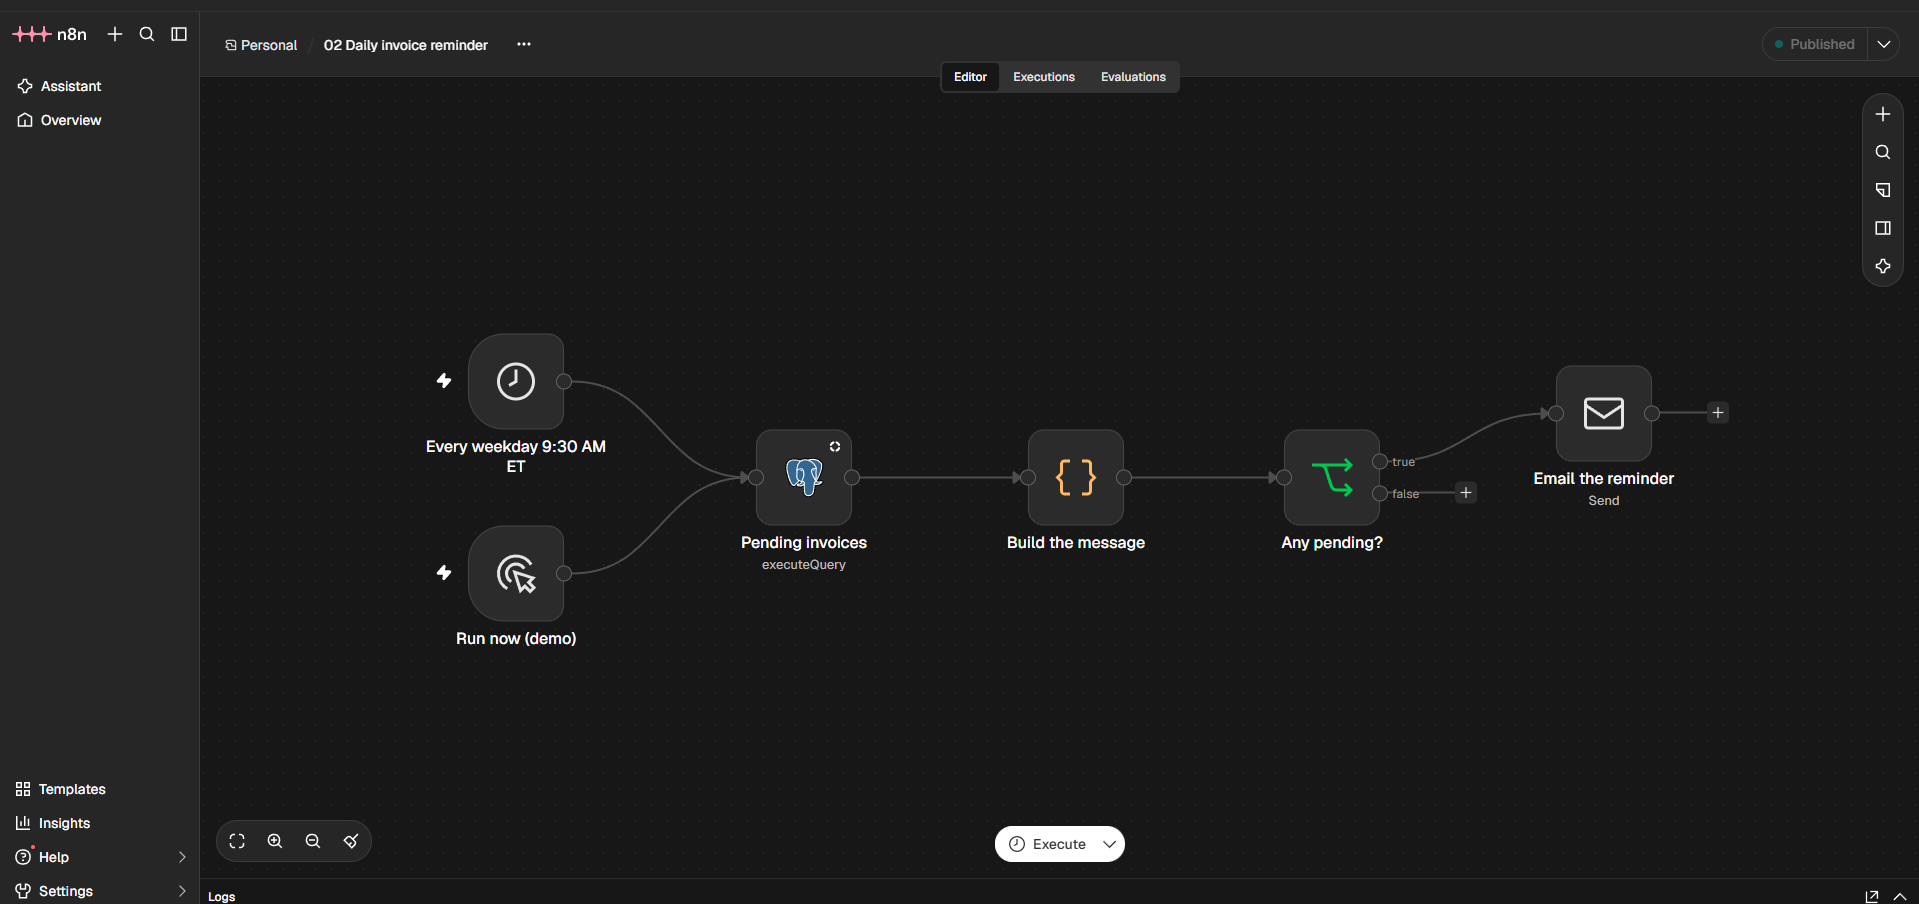 n8n
Personal / 02 Daily invoice reminder ...
Published
Editor Executions Evaluations
Assistant
Overview
Every weekday 9:30 AM
ET
Run now (demo)
Pending invoices
executeQuery
{ }
Build the message
true
false
Any pending?
Email the reminder
Send
Templates
Insights
Help
Settings
Execute
Logs